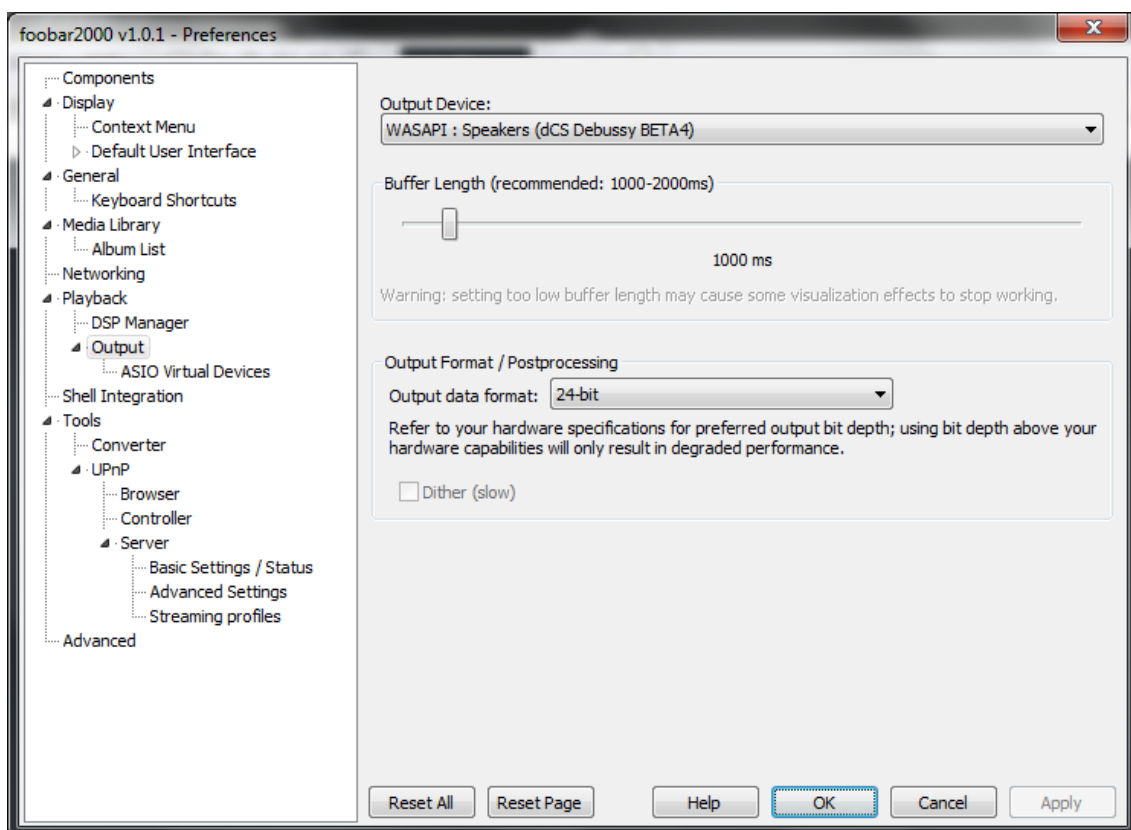 foobar2000 v1.0.1 - Preferences
Components
Display
Context Menu
Default User Interface
General
Keyboard Shortcuts
Media Library
Album List
Networking
Playback
DSP Manager
Output
ASIO Virtual Devices
Shell Integration
Tools
Converter
UPnP
Browser
Controller
Server
Basic Settings / Status
Advanced Settings
Streaming profiles
Advanced
Output Device:
WASAPI : Speakers (dCS Debussy BETA4)
Buffer Length (recommended: 1000-2000ms)
1000 ms
Warning: setting too low buffer length may cause some visualization effects to stop working.
Output Format / Postprocessing
Output data format: 24-bit
Refer to your hardware specifications for preferred output bit depth; using bit depth above your
hardware capabilities will only result in degraded performance.
Dither (slow)
Reset All Reset Page Help OK Cancel Apply